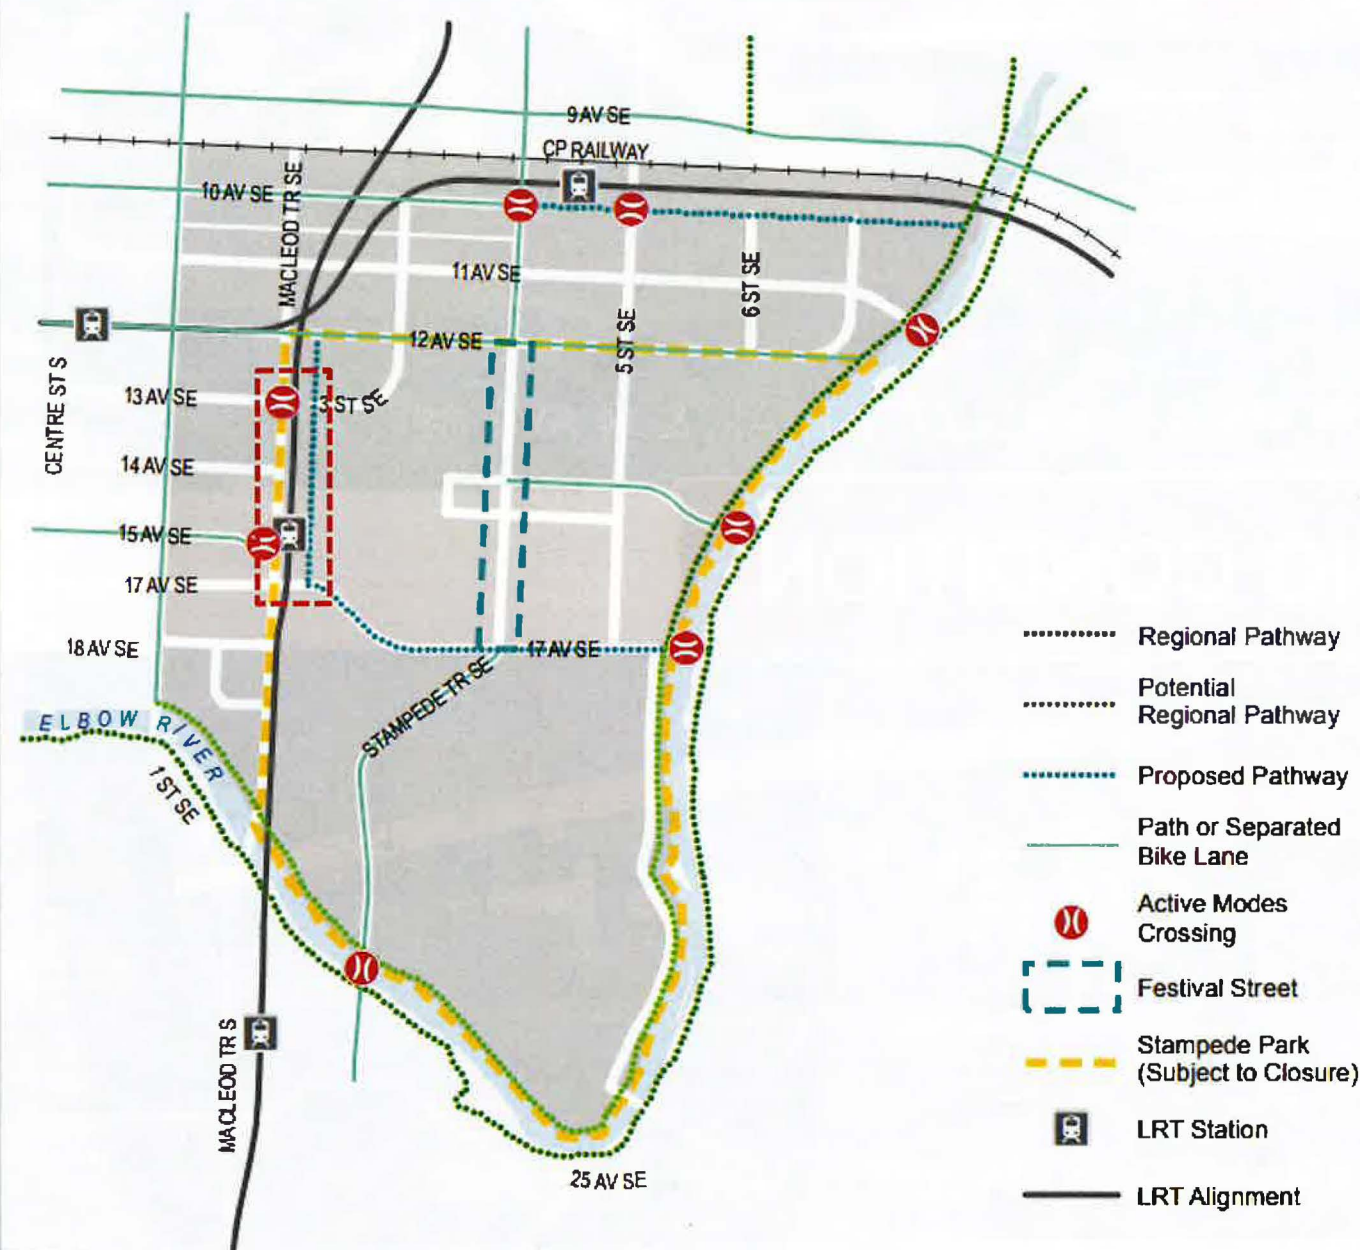 9 AV SE
CP RAILWAY
10 AV SE
MACLEOD TR SE
11 AV SE
6 ST SE
5 ST SE
12 AV SE
CENTRE ST S
13 AV SE
3 ST SE
14 AV SE
15 AV SE
17 AV SE
18 AV SE
17 AV SE
STAMPEDE TR SE
ELBOW RIVER
1 ST SE
MACLEOD TR S
25 AV SE
Regional Pathway
Potential
Regional Pathway
Proposed Pathway
Path or Separated
Bike Lane
Active Modes
Crossing
Festival Street
Stampede Park
(Subject to Closure)
LRT Station
LRT Alignment